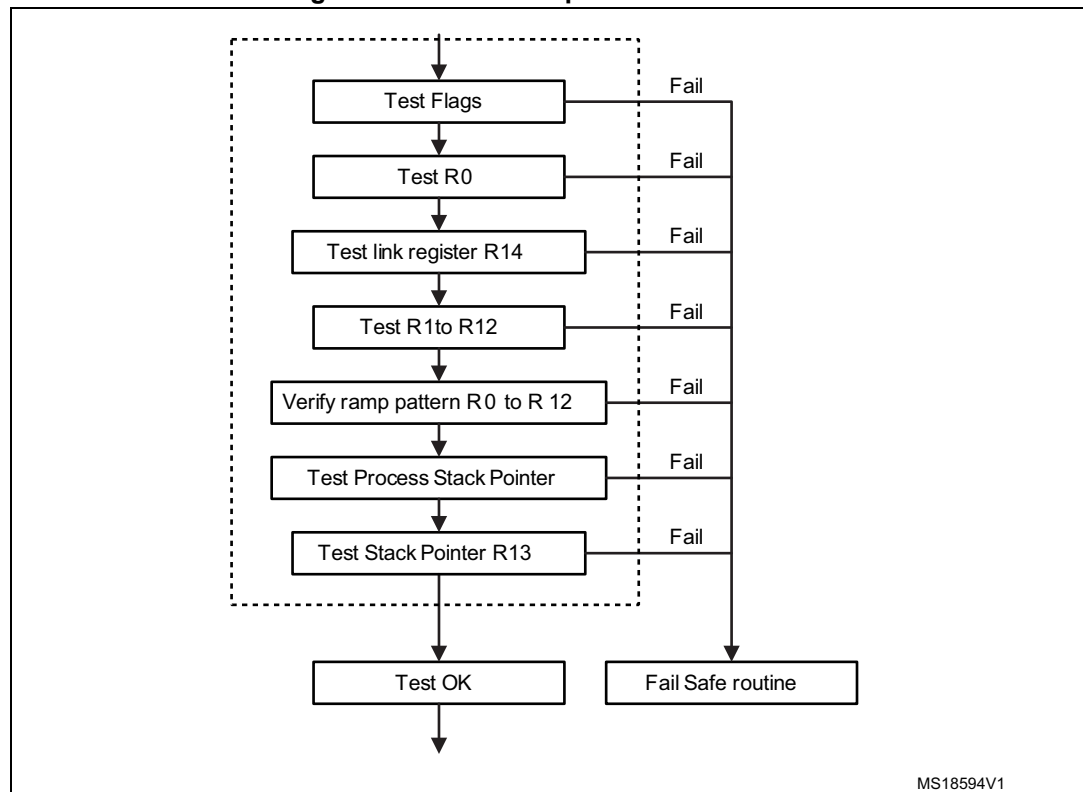 Test Flags
Fail
Test R0
Fail
Test link register R14
Fail
Test R1to R12
Fail
Verify ramp pattern R0 to R 12
Fail
Test Process Stack Pointer
Fail
Test Stack Pointer R13
Fail
Test OK
Fail Safe routine
MS18594V1